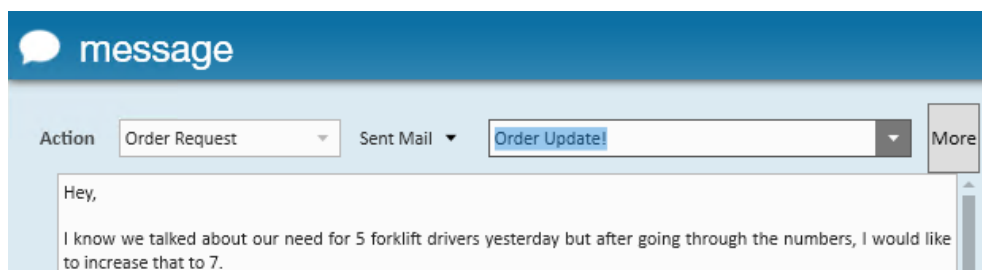 message
Action Order Request Sent Mail Order Update! More
Hey,
I know we talked about our need for 5 forklift drivers yesterday but after going through the numbers, I would like
to increase that to 7.